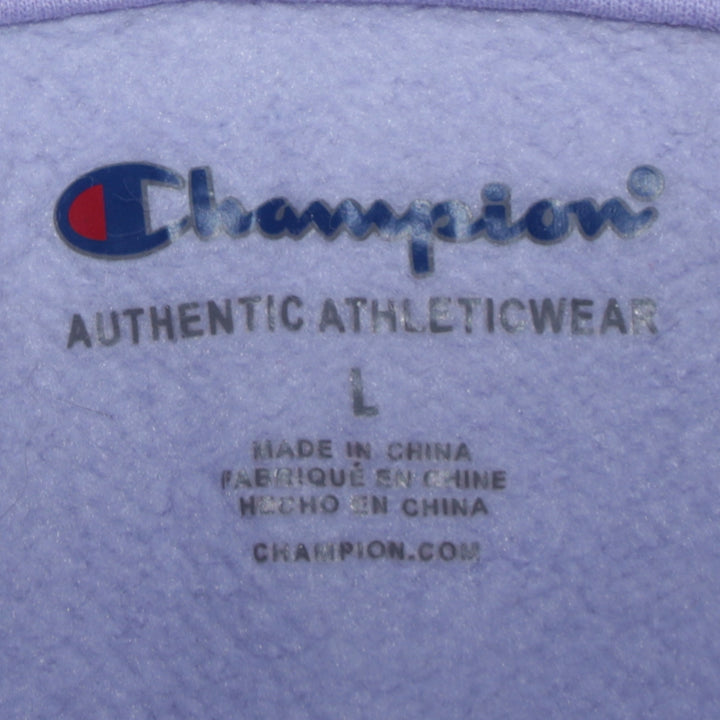 Champion®
AUTHENTIC ATHLETICWEAR
L
MADE IN CHINA
FABRIQUÉ EN CHINE
HECHO EN CHINA
CHAMPION.COM